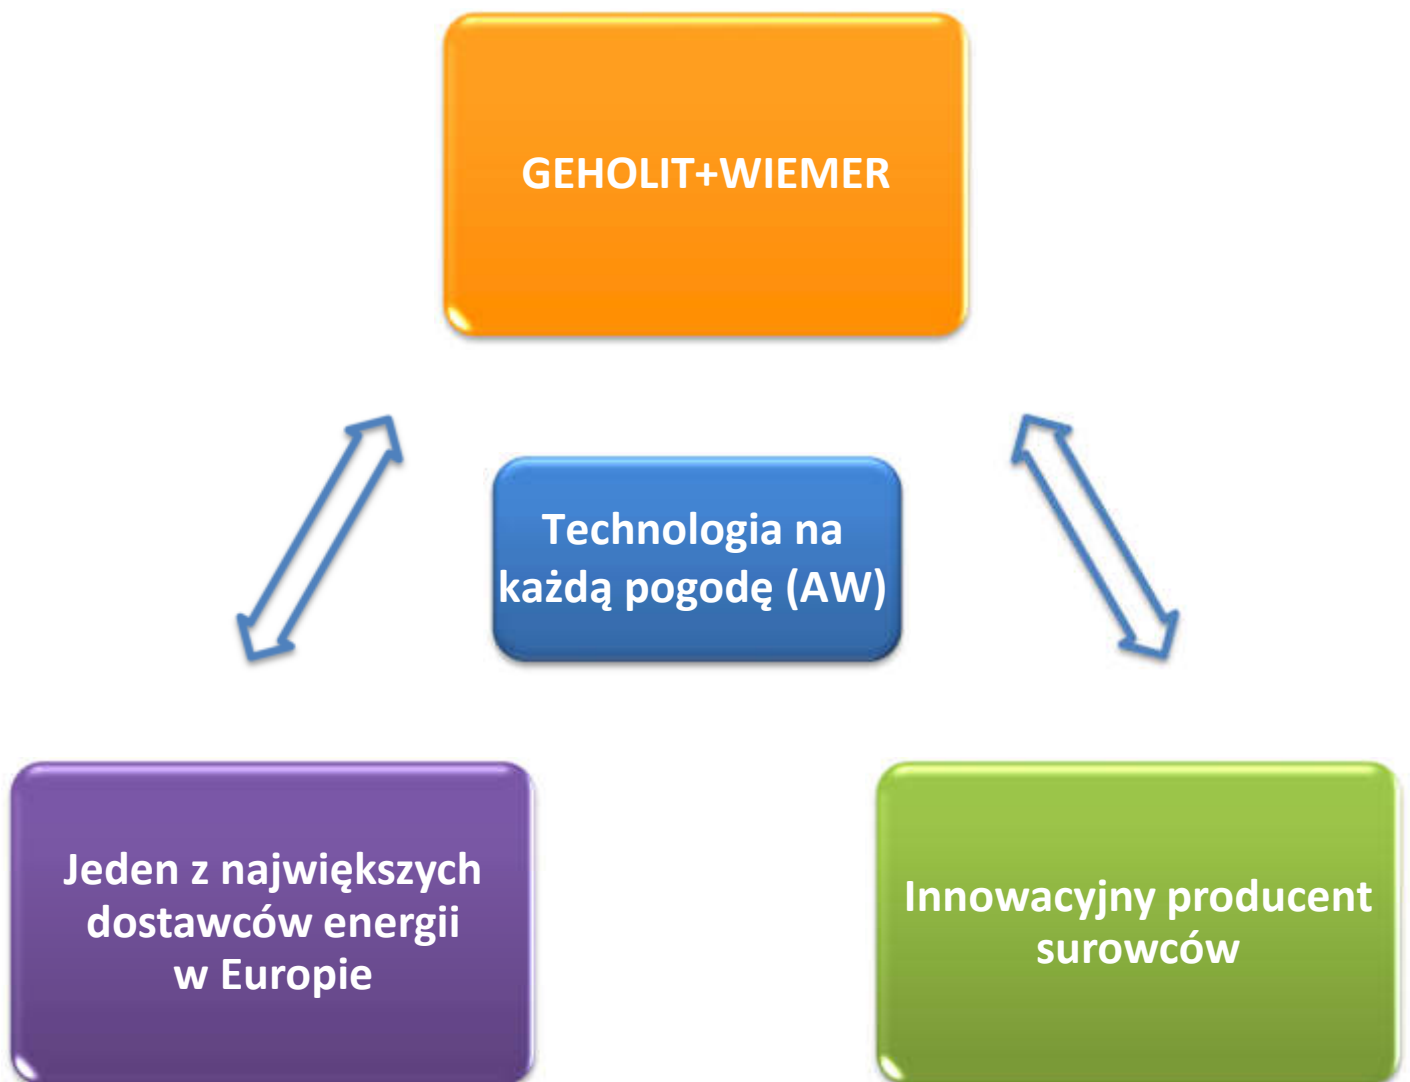 GEHOLIT+WIEMER
Technologia na
każdą pogodę (AW)
Jeden z największych
dostawców energii
w Europie
Innowacyjny producent
surowców